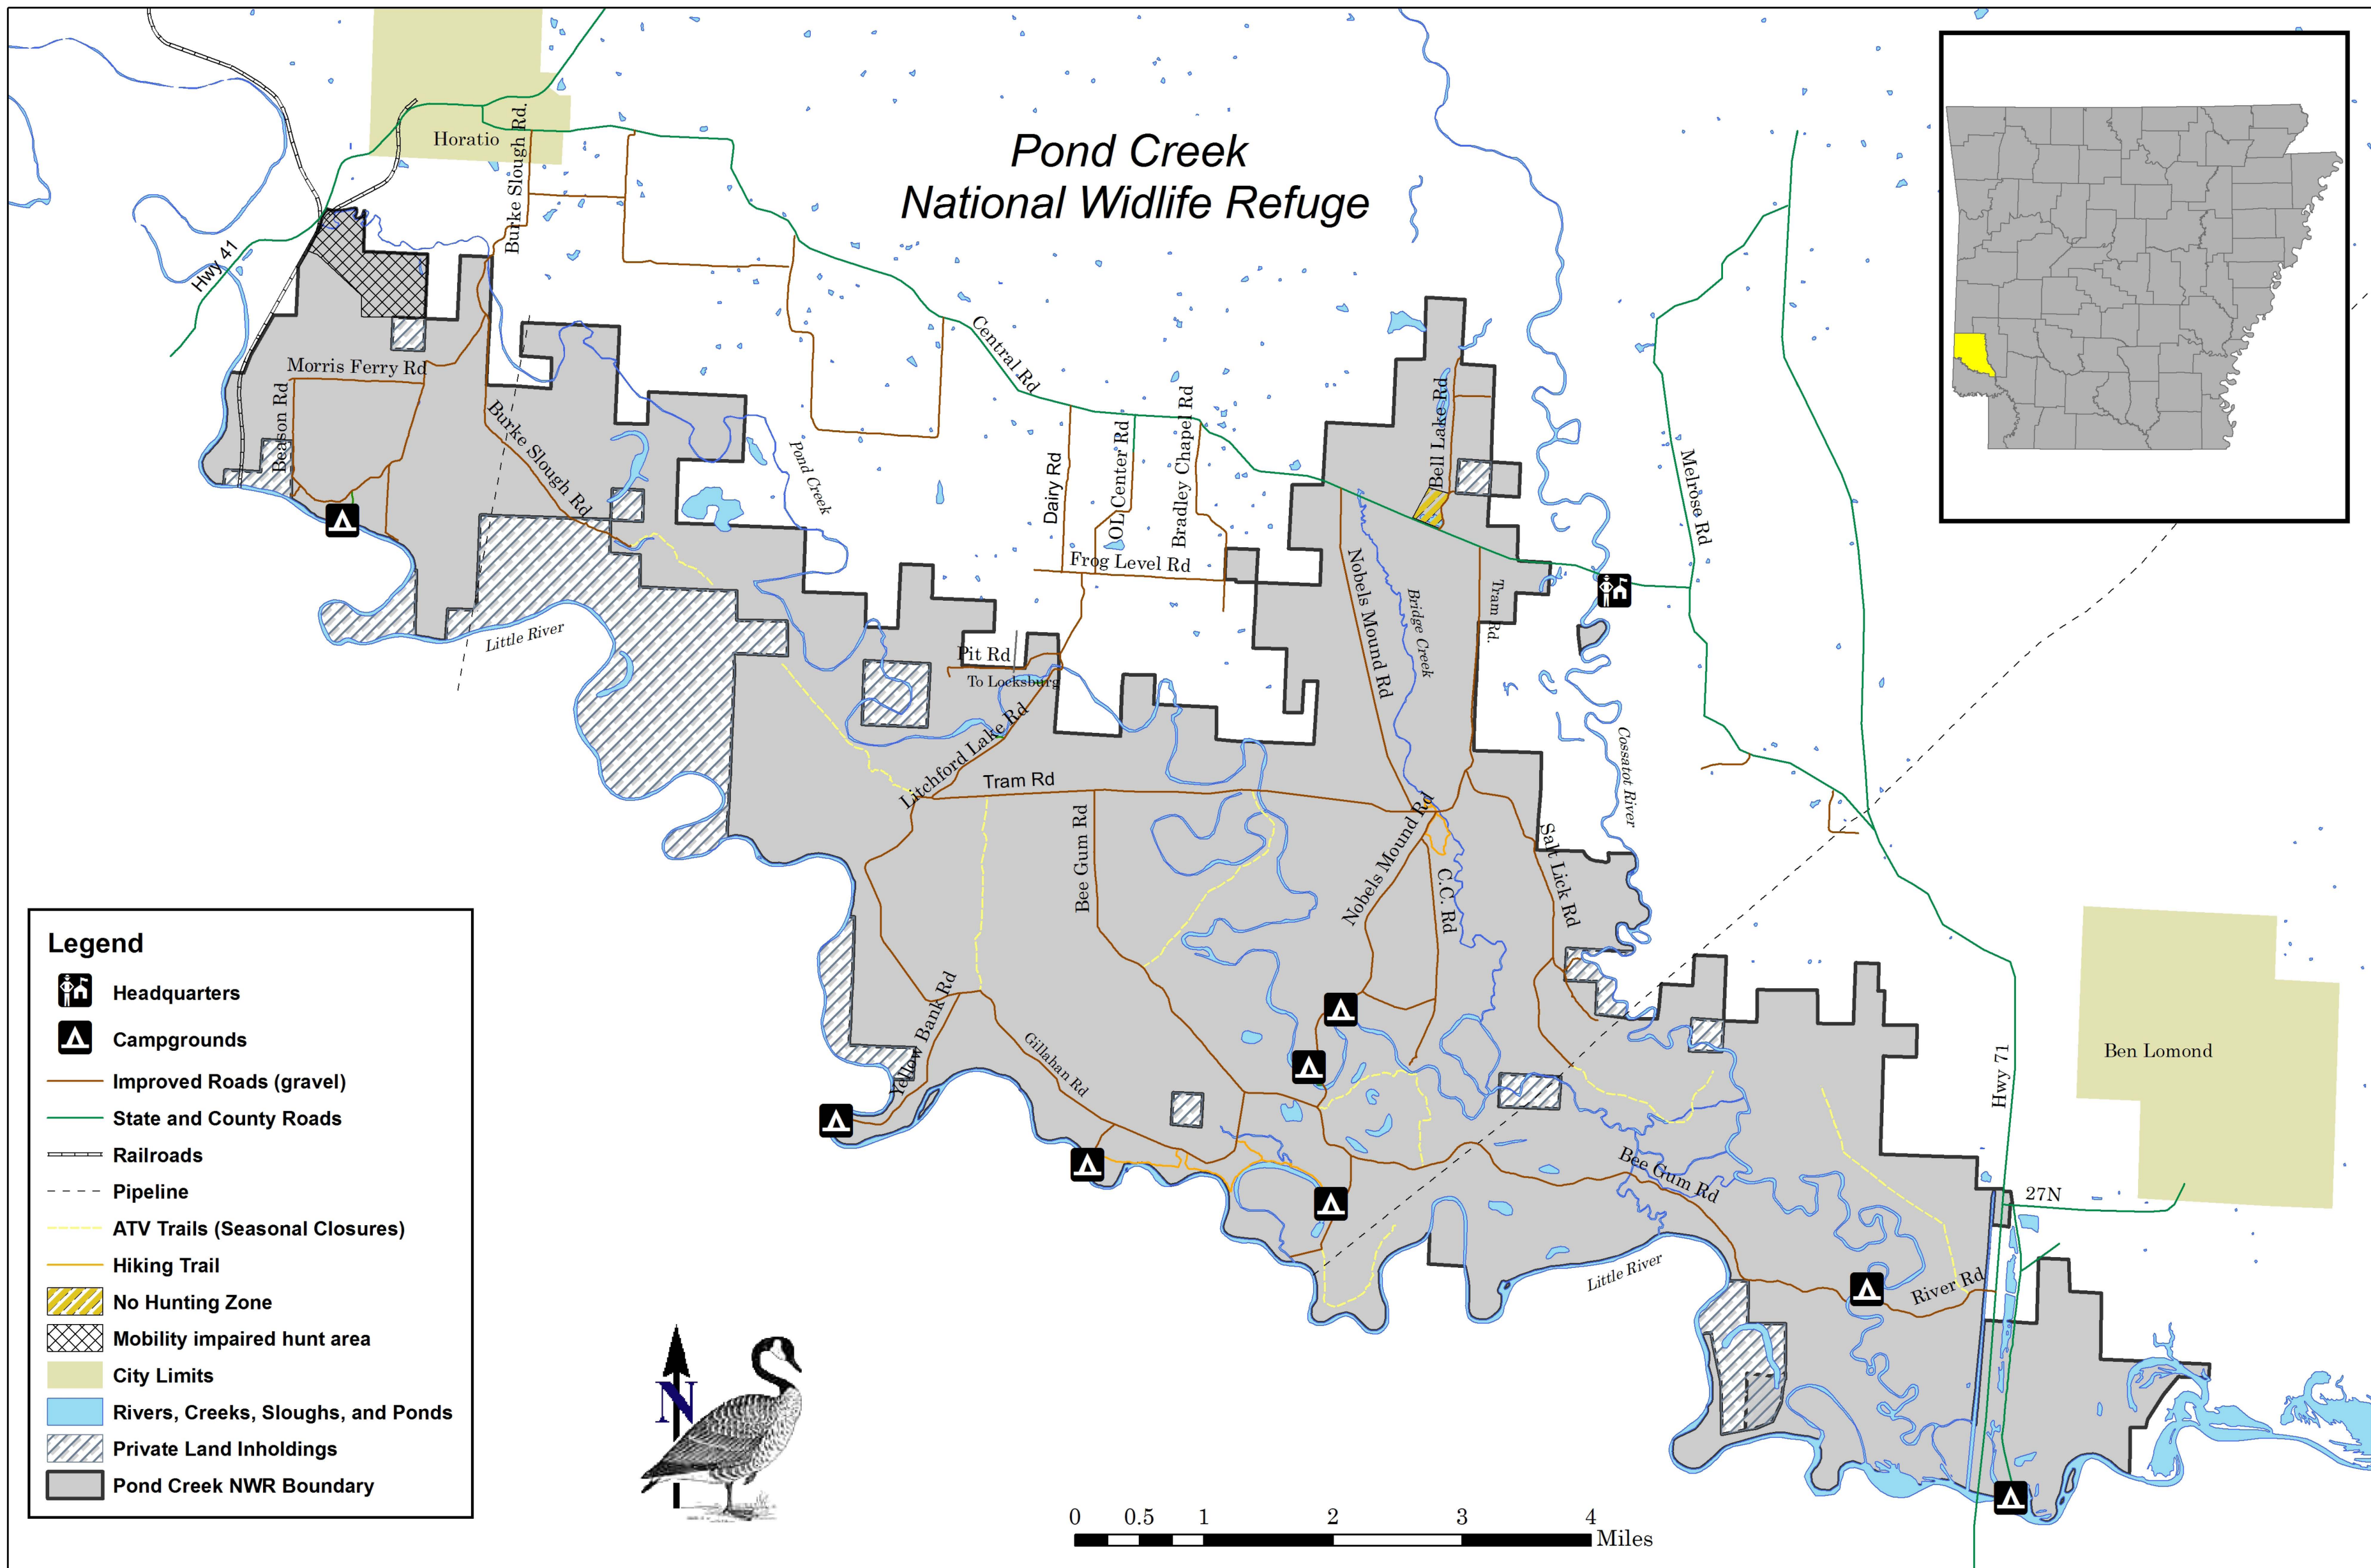 Pond Creek
National Widlife Refuge
Horatio
Burke Slough Rd.
Burke Slough Rd
Hwy 41
Morris Ferry Rd
Beason Rd
Burke Slough Rd
Little River
Pond Creek
Central Rd
Dairy Rd
OL Center Rd
Bradley Chapel Rd
Frog Level Rd
Bell Lake Rd
Nobels Mound Rd
Bridge Creek
Tram Rd.
Melrose Rd
Cossatot River
Pit Rd
To Locksburg
Litchford Lake Rd
Tram Rd
Bee Gum Rd
Nobels Mound Rd
C.C. Rd
Salt Lick Rd
Yellow Bank Rd
Gillahan Rd
Bee Gum Rd
Little River
River Rd
Hwy 71
27N
Ben Lomond
Legend
Headquarters
Campgrounds
Improved Roads (gravel)
State and County Roads
Railroads
Pipeline
ATV Trails (Seasonal Closures)
Hiking Trail
No Hunting Zone
Mobility impaired hunt area
City Limits
Rivers, Creeks, Sloughs, and Ponds
Private Land Inholdings
Pond Creek NWR Boundary
N
0 0.5 1 2 3 4
Miles